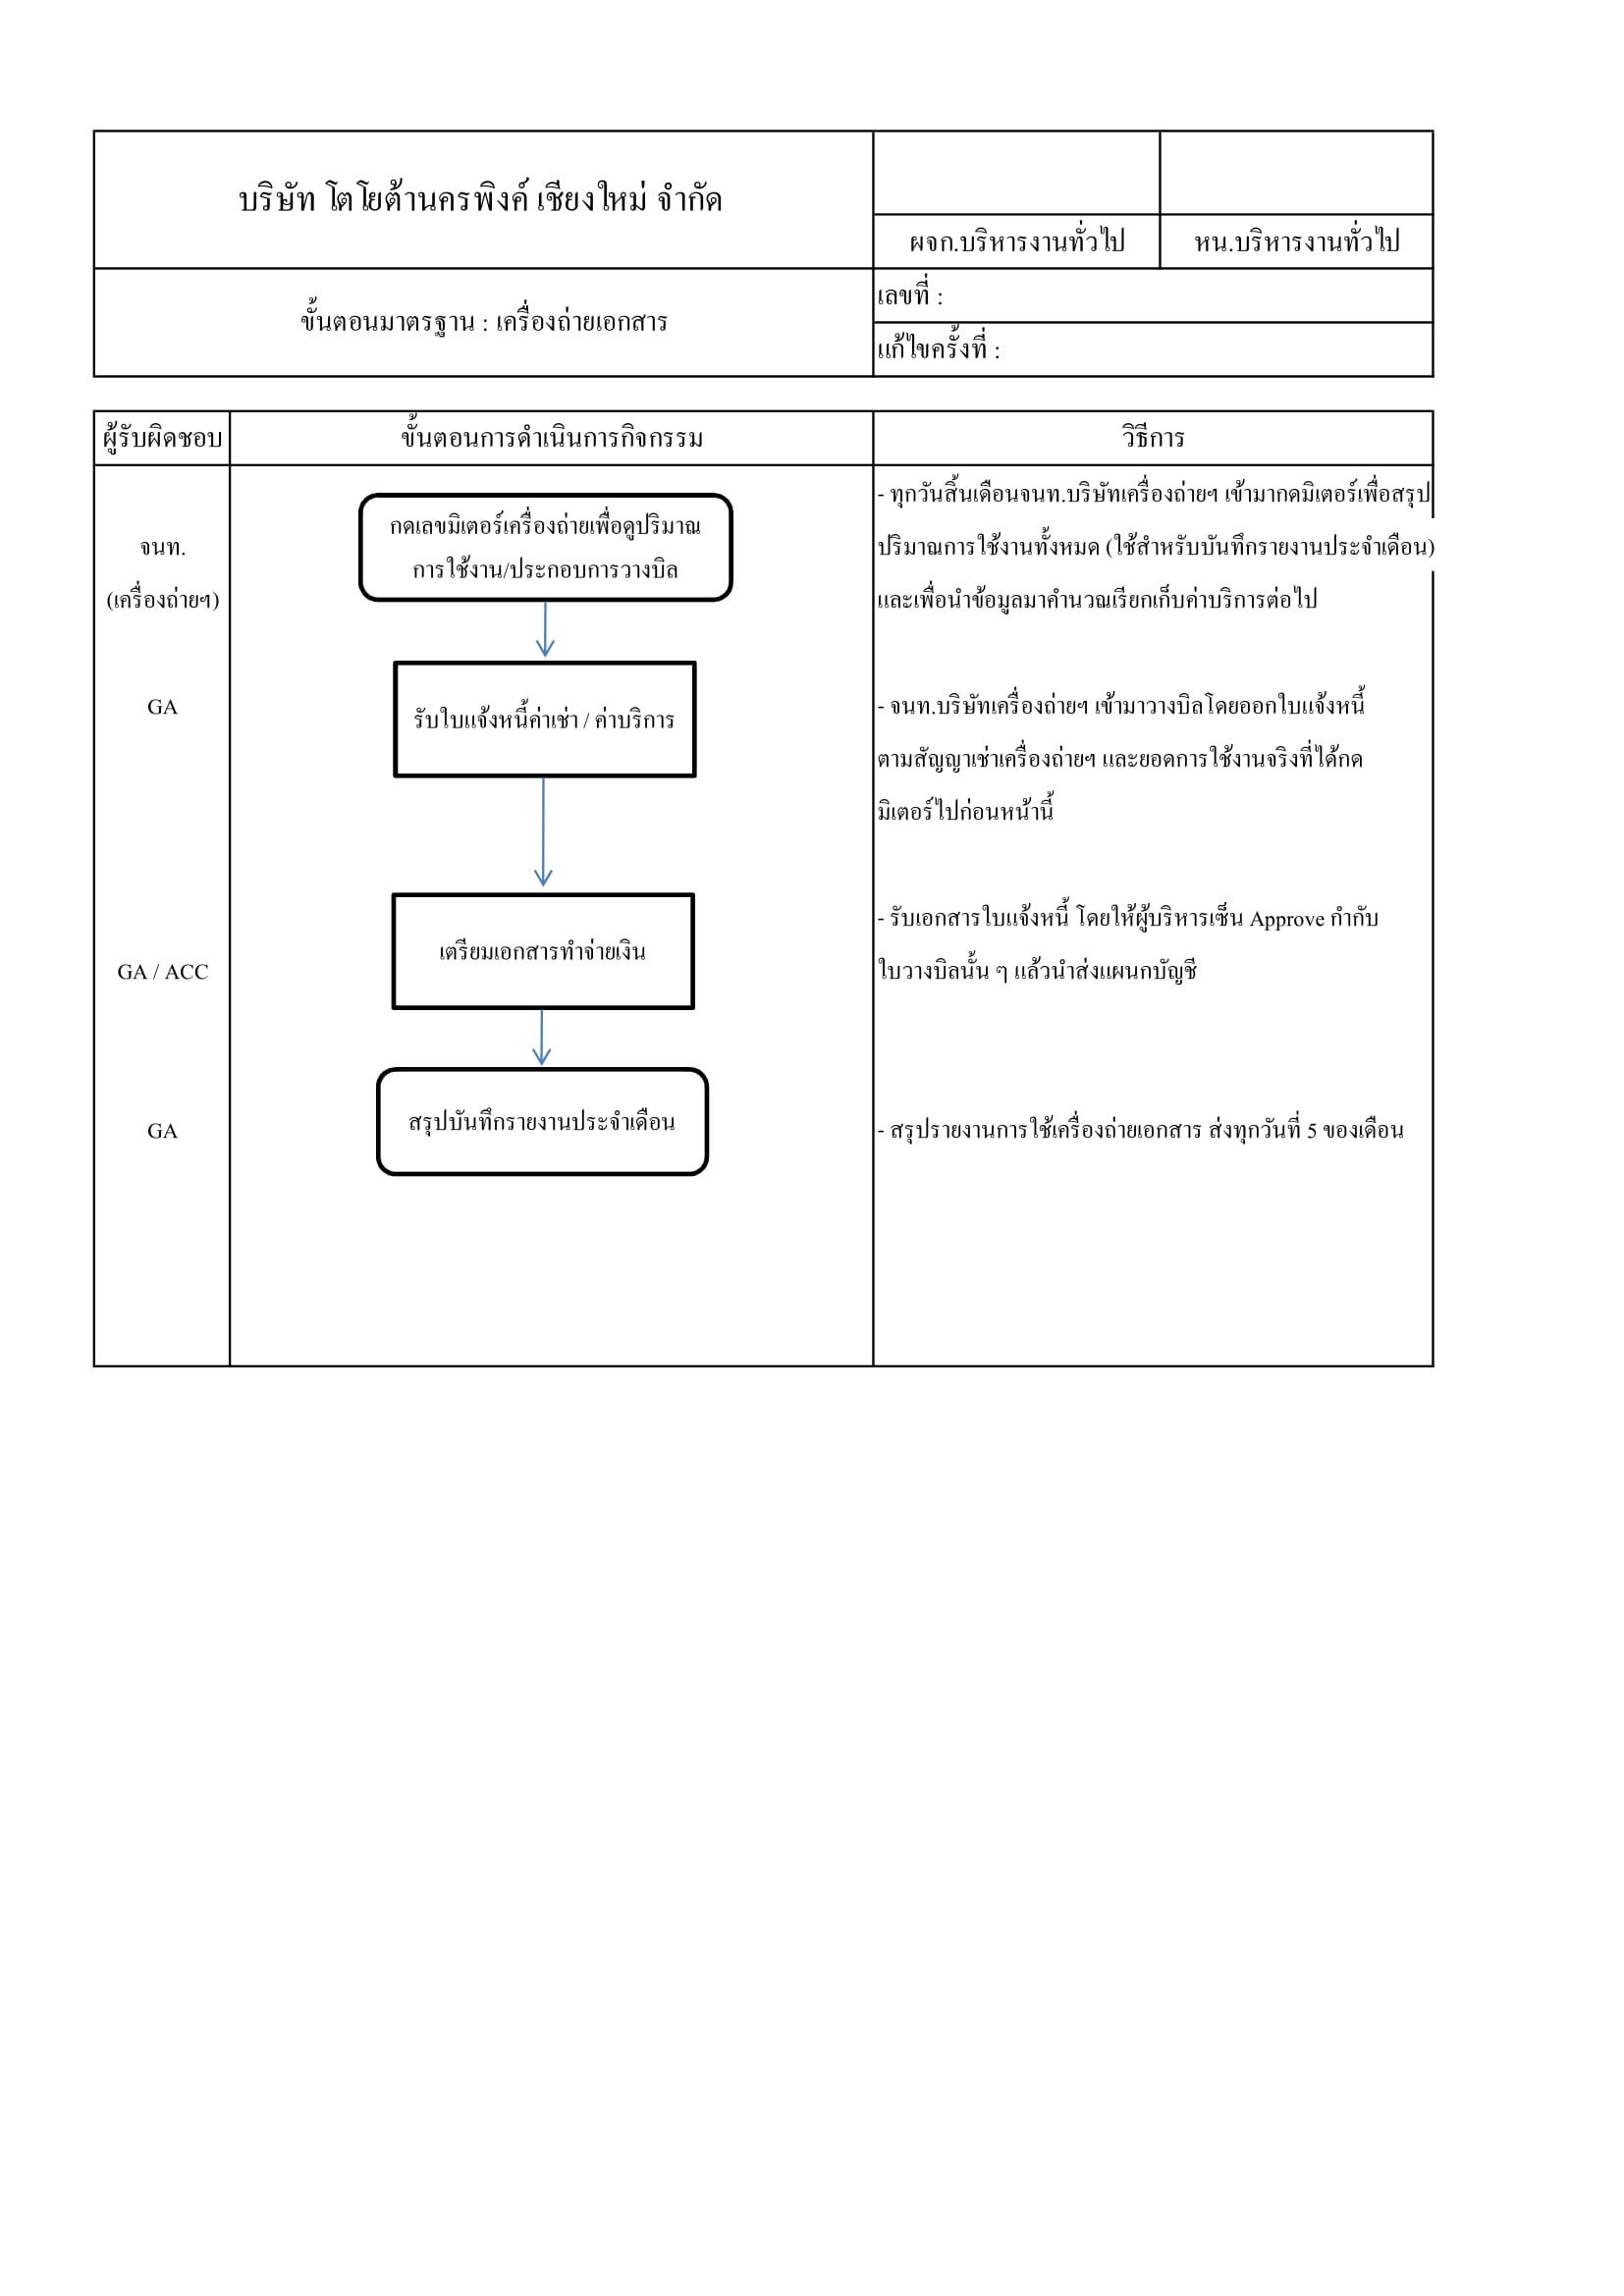 บริษัท โตโยต้านครพิงค์ เชียงใหม่ จำกัด
ผจก.บริหารงานทั่วไป
หน.บริหารงานทั่วไป
ขั้นตอนมาตรฐาน : เครื่องถ่ายเอกสาร
เลขที่ :
แก้ไขครั้งที่ :
ผู้รับผิดชอบ
ขั้นตอนการดำเนินการกิจกรรม
วิธีการ
จนท.
(เครื่องถ่ายฯ)
กดเลขมิเตอร์เครื่องถ่ายเพื่อดูปริมาณ
การใช้งาน/ประกอบการวางบิล
- ทุกวันสิ้นเดือนจนท.บริษัทเครื่องถ่ายฯ เข้ามากดมิเตอร์เพื่อสรุป
ปริมาณการใช้งานทั้งหมด (ใช้สำหรับบันทึกรายงานประจำเดือน)
และเพื่อนำข้อมูลมาคำนวณเรียกเก็บค่าบริการต่อไป
GA
รับใบแจ้งหนี้ค่าเช่า / ค่าบริการ
- จนท.บริษัทเครื่องถ่ายฯ เข้ามาวางบิลโดยออกใบแจ้งหนี้
ตามสัญญาเช่าเครื่องถ่ายฯ และยอดการใช้งานจริงที่ได้กด
มิเตอร์ไปก่อนหน้านี้
GA / ACC
เตรียมเอกสารทำจ่ายเงิน
- รับเอกสารใบแจ้งหนี้ โดยให้ผู้บริหารเซ็น Approve กำกับ
ใบวางบิลนั้น ๆ แล้วนำส่งแผนกบัญชี
GA
สรุปบันทึกรายงานประจำเดือน
- สรุปรายงานการใช้เครื่องถ่ายเอกสาร ส่งทุกวันที่ 5 ของเดือน